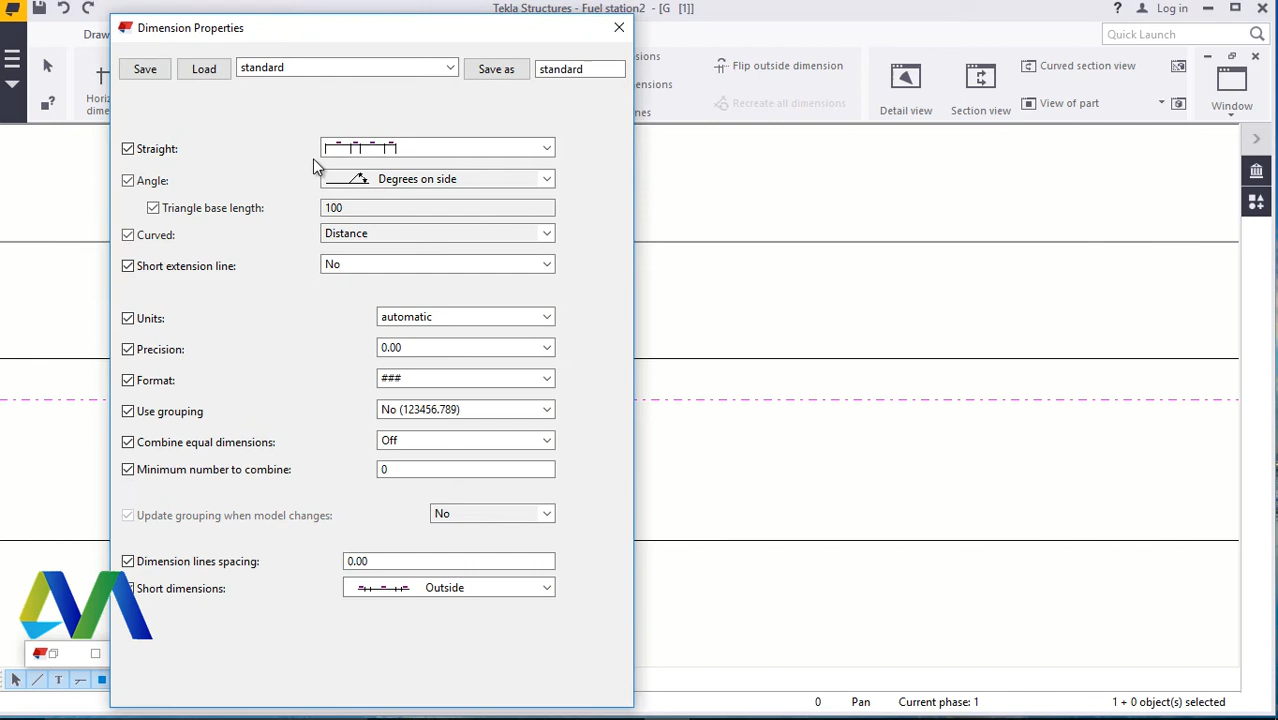 Tekla Structures - Fuel station2 - [G [1]]
Log in
Dimension Properties
Draw
Quick Launch
Save
Load
standard
Save as
standard
Horiz
dime
Flip outside dimension
Recreate all dimensions
Detail view
Section view
Curved section view
View of part
Window
Straight:
Angle:
Degrees on side
Triangle base length:
100
Curved:
Distance
Short extension line:
No
Units:
automatic
Precision:
0.00
Format:
###
Use grouping
No (123456.789)
Combine equal dimensions:
Off
Minimum number to combine:
0
Update grouping when model changes:
No
Dimension lines spacing:
0.00
Short dimensions:
Outside
0
Pan
Current phase: 1
1 + 0 object(s) selected